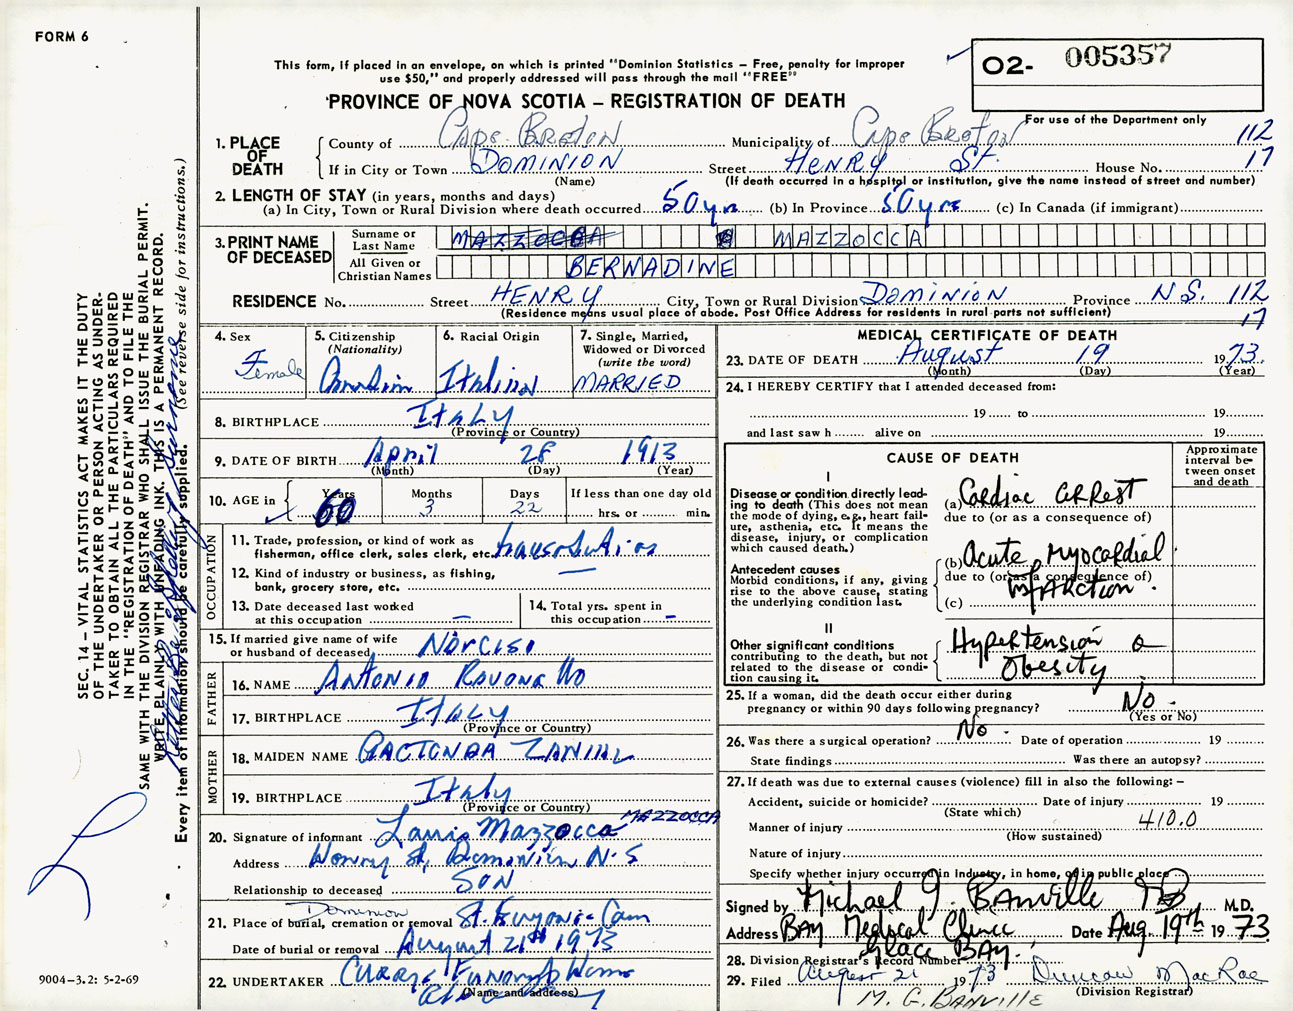 FORM 6
This form, if placed in an envelope, on which is printed "Dominion Statistics – Free, penalty for improper
use $50," and properly addressed will pass through the mail "FREE"
O2- 005357
PROVINCE OF NOVA SCOTIA – REGISTRATION OF DEATH
For use of the Department only
1. PLACE OF DEATH
County of Cape Breton Municipality of Cape Breton 112
If in City or Town DOMINION Street HENRY St. House No. 17
(Name) (If death occurred in a hospital or institution, give the name instead of street and number)
2. LENGTH OF STAY (in years, months and days)
(a) In City, Town or Rural Division where death occurred 50 yrs (b) In Province 50 yrs (c) In Canada (if immigrant)
3. PRINT NAME OF DECEASED
Surname or Last Name MAZZOCCA
All Given or Christian Names BERNADINE
RESIDENCE No. Street HENRY City, Town or Rural Division DOMINION Province N.S. 112
(Residence means usual place of abode. Post Office Address for residents in rural parts not sufficient) 17
4. Sex
Female
5. Citizenship
(Nationality)
Canadian
6. Racial Origin
Italian
7. Single, Married,
Widowed or Divorced
(write the word)
MARRIED
8. BIRTHPLACE ITALY
(Province or Country)
9. DATE OF BIRTH April 28 1913
(Month) (Day) (Year)
10. AGE in Years 60 Months 3 Days 22 If less than one day old
hrs. or min.
OCCUPATION
11. Trade, profession, or kind of work as
fisherman, office clerk, sales clerk, etc.
12. Kind of industry or business, as fishing,
bank, grocery store, etc. —
13. Date deceased last worked
at this occupation –
14. Total yrs. spent in
this occupation –
15. If married give name of wife
or husband of deceased Norciso
FATHER
16. NAME Antonio
17. BIRTHPLACE ITALY
(Province or Country)
MOTHER
18. MAIDEN NAME
19. BIRTHPLACE Italy
(Province or Country)
20. Signature of informant Mazzocca MAZZOCCA
Address Henry St, Dominion N.S
Relationship to deceased SON
21. Place of burial, cremation or removal Dominion St.
Date of burial or removal August 21st 1973
22. UNDERTAKER
(Name and address)
MEDICAL CERTIFICATE OF DEATH
23. DATE OF DEATH August 19 1973
(Month) (Day) (Year)
24. I HEREBY CERTIFY that I attended deceased from:
19 to 19
and last saw h alive on 19
CAUSE OF DEATH
Approximate interval between onset and death
I
Disease or condition directly lead-
ing to death (This does not
mean the mode of dying, e.g., heart fail-
ure, asthenia, etc. It means the
disease, injury, or complication
which caused death.)
(a) Cardiac Arrest
due to (or as a consequence of)
Antecedent causes
Morbid conditions, if any, giving
rise to the above cause, stating
the underlying condition last.
(b) Acute Myocardial
due to (or as a consequence of)
infarction.
(c)
II
Other significant conditions
contributing to the death, but not
related to the disease or condi-
tion causing it.
Hypertension
Obesity
25. If a woman, did the death occur either during
pregnancy or within 90 days following pregnancy? No.
(Yes or No)
26. Was there a surgical operation? No. Date of operation 19
State findings Was there an autopsy?
27. If death was due to external causes (violence) fill in also the following: –
Accident, suicide or homicide? Date of injury 19
(State which)
Manner of injury 410.0
(How sustained)
Nature of injury
Specify whether injury occurred in Industry, in home, or in public place
Signed by Michael G. Banville M.D.
Address Bay Medical Clinic Date Aug 19th 1973
Glace Bay.
28. Division Registrar's Record Number
29. Filed August 21 1973 Duncan MacRae
(Division Registrar)
M. G. BANVILLE
SEC. 14 – VITAL STATISTICS ACT MAKES IT THE DUTY
OF THE UNDERTAKER OR PERSON ACTING AS UNDER-
TAKER TO OBTAIN ALL THE PARTICULARS REQUIRED
IN THE "REGISTRATION OF DEATH" AND TO FILE THE
SAME WITH THE DIVISION REGISTRAR WHO SHALL ISSUE THE BURIAL PERMIT.
WRITE PLAINLY WITH UNFADING INK. THIS IS A PERMANENT RECORD.
Every item of information should be carefully supplied. (See reverse side for instructions.)
9004–3.2: 5-2-69